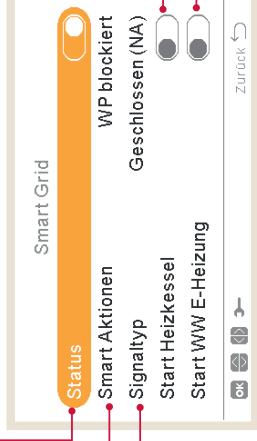 Smart Grid
Status
Smart Aktionen WP blockiert
Signaltyp Geschlossen (NA)
Start Heizkessel
Start WW E-Heizung
OK Zurück